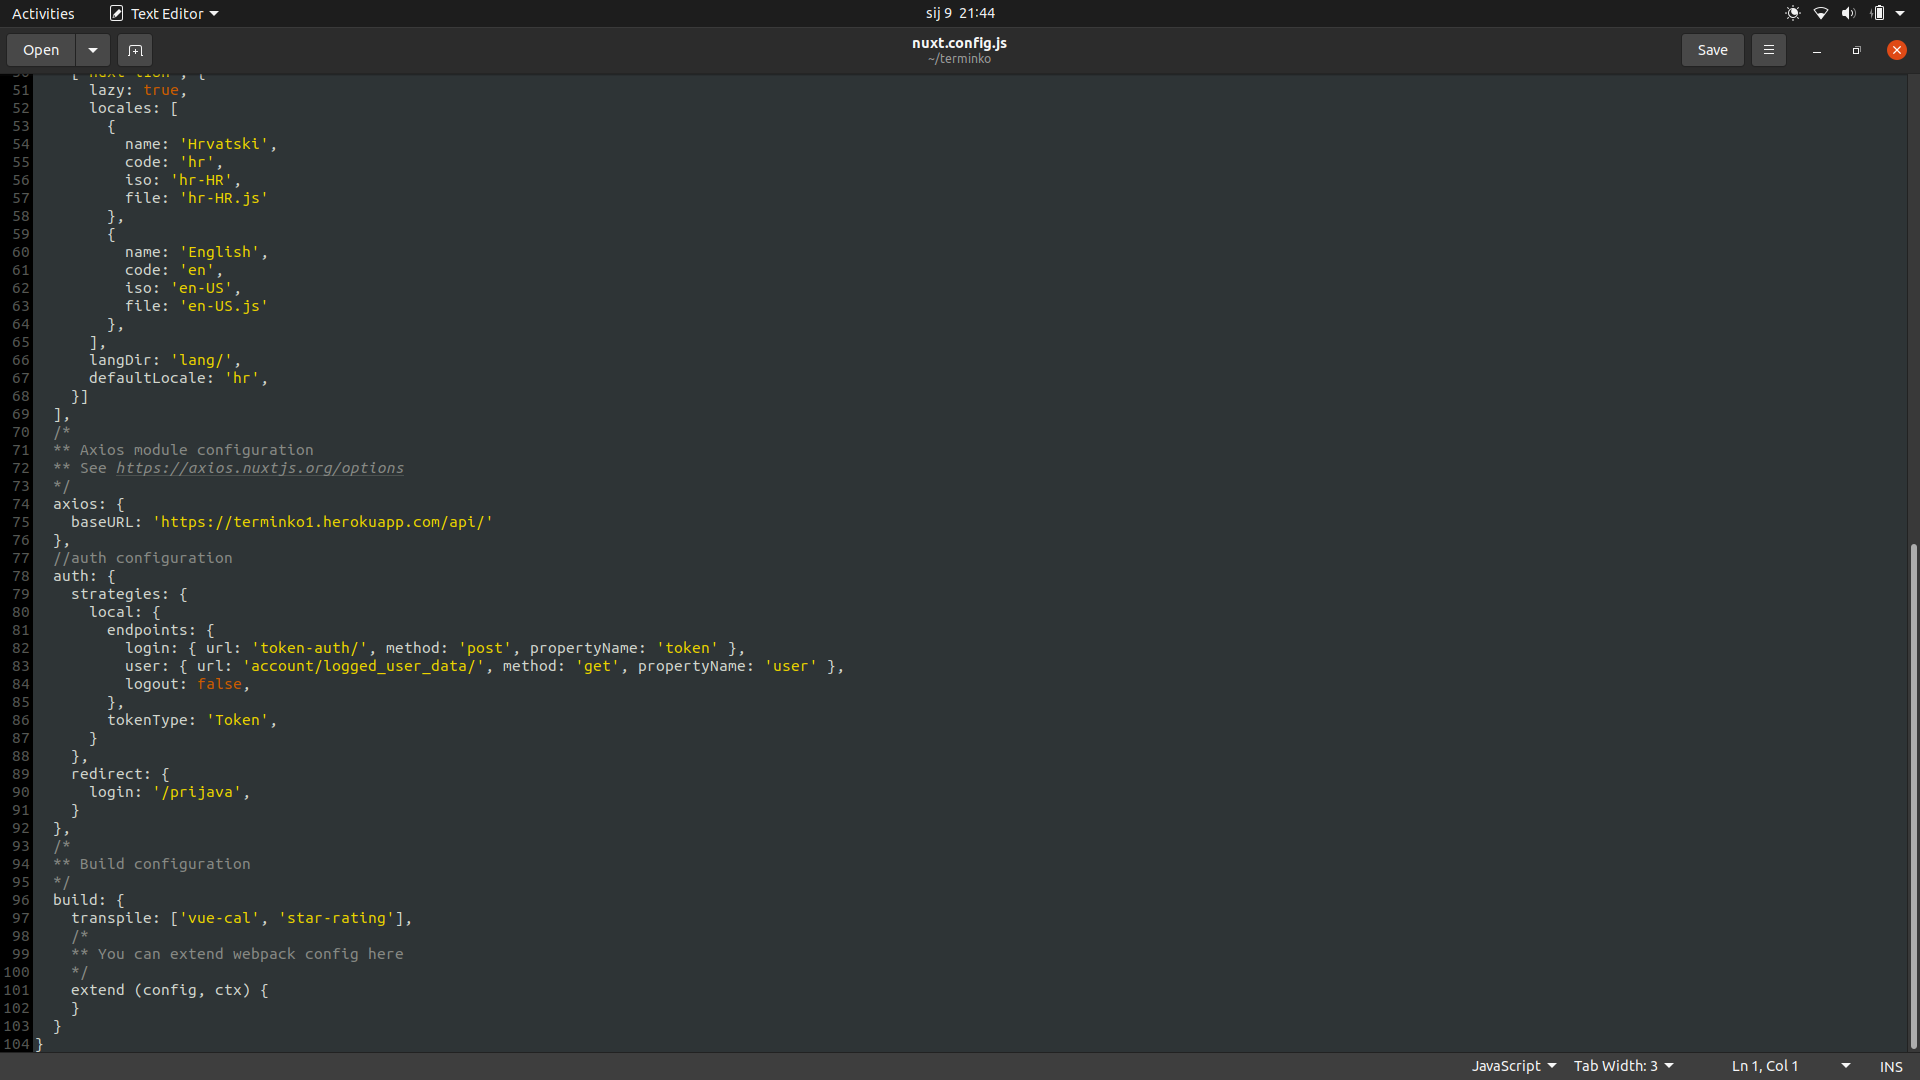 Activities
Text Editor
sij 9 21:44
Open
nuxt.config.js
~/terminko
Save
51 lazy: true,
52 locales: [
53 {
54 name: 'Hrvatski',
55 code: 'hr',
56 iso: 'hr-HR',
57 file: 'hr-HR.js'
58 },
59 {
60 name: 'English',
61 code: 'en',
62 iso: 'en-US',
63 file: 'en-US.js'
64 },
65 ],
66 langDir: 'lang/',
67 defaultLocale: 'hr',
68 }]
69 ],
70 /*
71 ** Axios module configuration
72 ** See https://axios.nuxtjs.org/options
73 */
74 axios: {
75 baseURL: 'https://terminko1.herokuapp.com/api/'
76 },
77 //auth configuration
78 auth: {
79 strategies: {
80 local: {
81 endpoints: {
82 login: { url: 'token-auth/', method: 'post', propertyName: 'token' },
83 user: { url: 'account/logged_user_data/', method: 'get', propertyName: 'user' },
84 logout: false,
85 },
86 tokenType: 'Token',
87 }
88 },
89 redirect: {
90 login: '/prijava',
91 }
92 },
93 /*
94 ** Build configuration
95 */
96 build: {
97 transpile: ['vue-cal', 'star-rating'],
98 /*
99 ** You can extend webpack config here
100 */
101 extend (config, ctx) {
102 }
103 }
104 }
JavaScript
Tab Width: 3
Ln 1, Col 1
INS